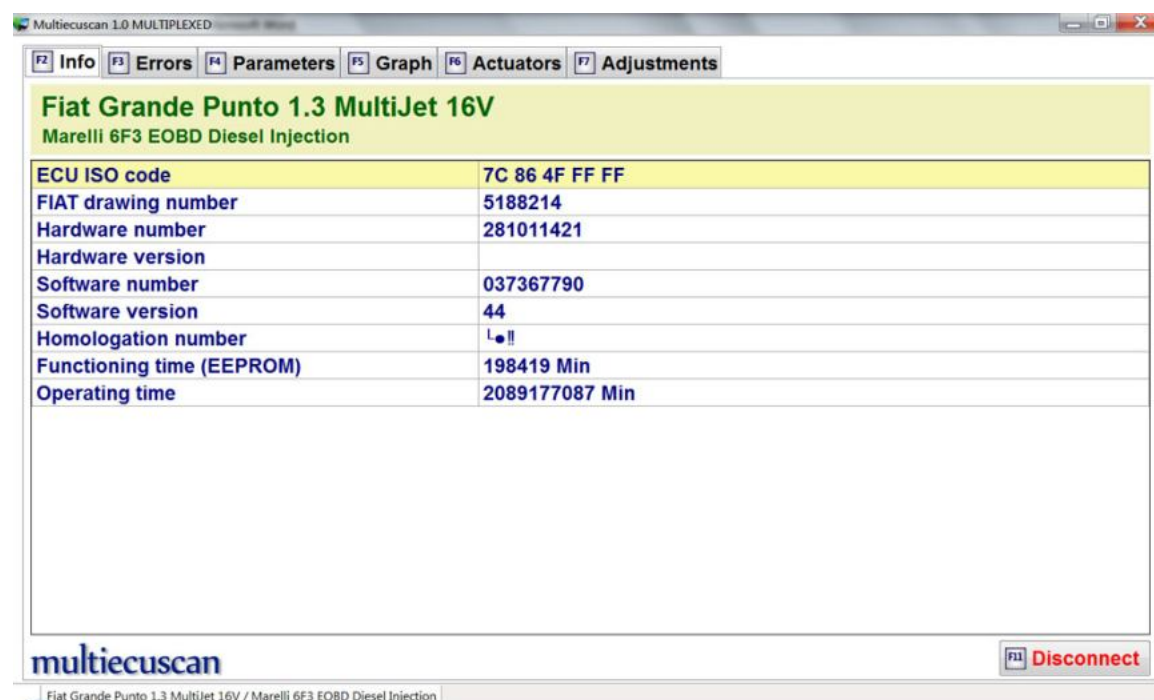 Multiecuscan 1.0 MULTIPLEXED
F2 Info F3 Errors F4 Parameters F5 Graph F6 Actuators F7 Adjustments
Fiat Grande Punto 1.3 MultiJet 16V
Marelli 6F3 EOBD Diesel Injection
ECU ISO code 7C 86 4F FF FF
FIAT drawing number 5188214
Hardware number 281011421
Hardware version
Software number 037367790
Software version 44
Homologation number └●‼
Functioning time (EEPROM) 198419 Min
Operating time 2089177087 Min
multiecuscan
F11 Disconnect
Fiat Grande Punto 1.3 MultiJet 16V / Marelli 6F3 EOBD Diesel Injection